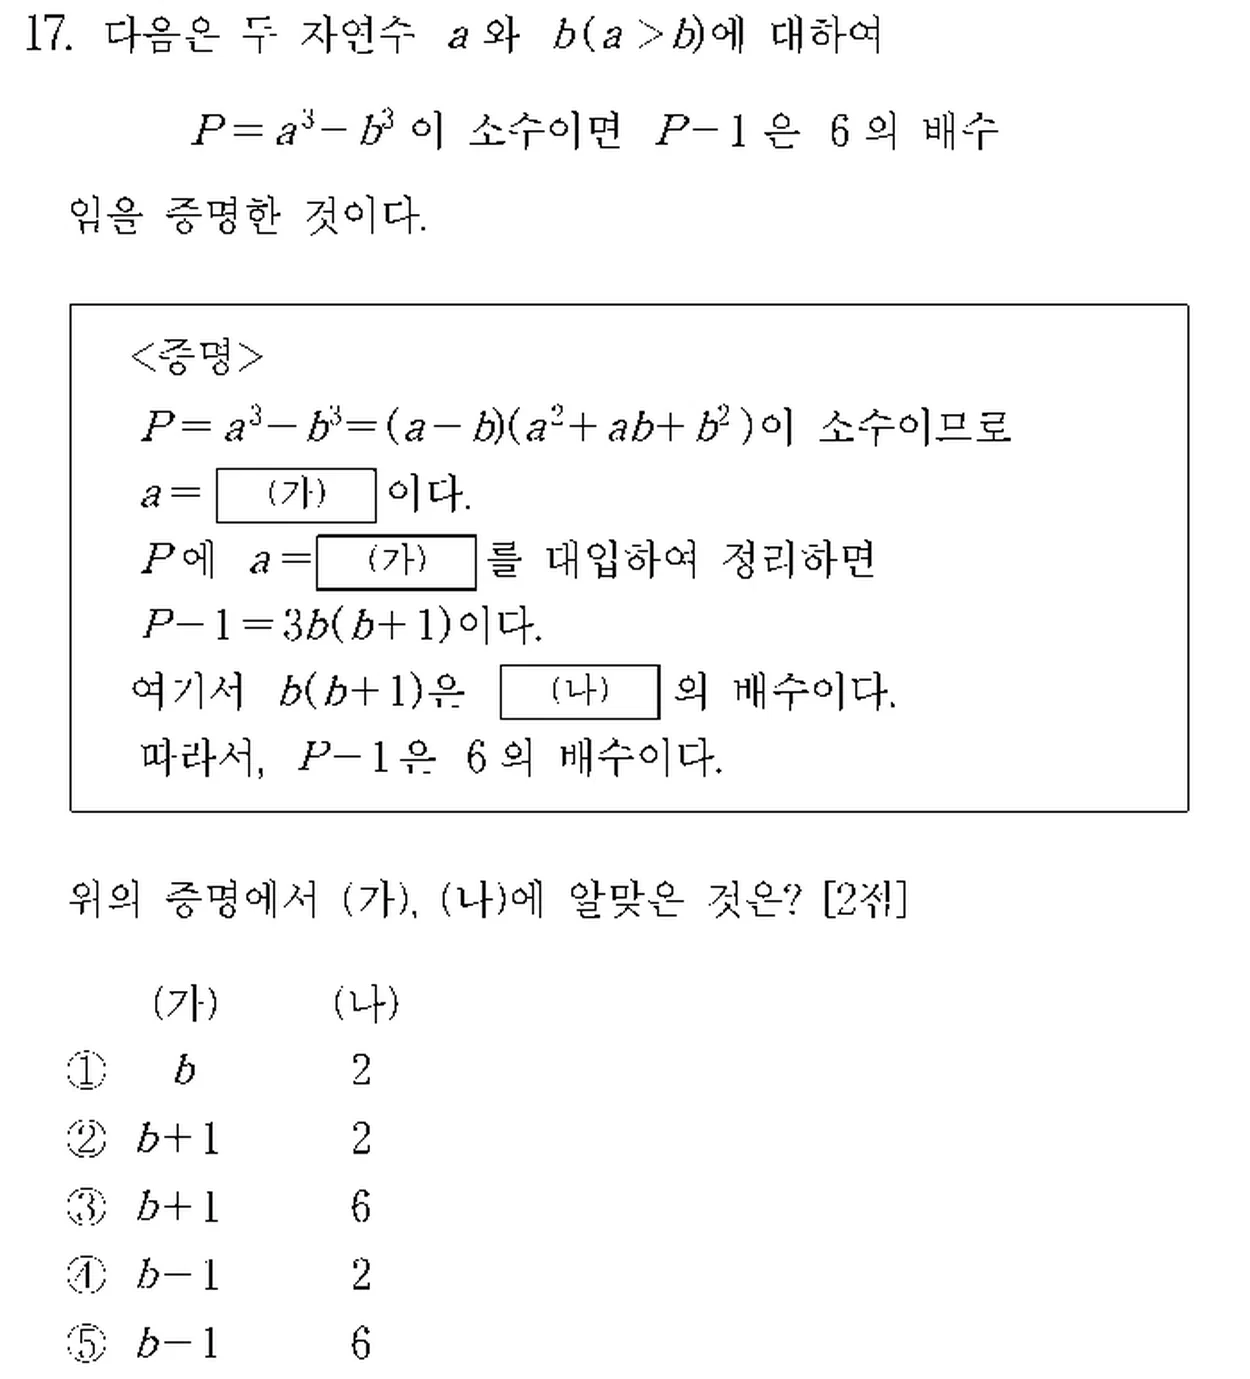 17. 다음은 두 자연수 a와 b(a>b)에 대하여
P=a³-b³이 소수이면 P-1은 6의 배수
임을 증명한 것이다.
<증명>
P=a³-b³=(a-b)(a²+ab+b²)이 소수이므로
a= (가) 이다.
P에 a= (가) 를 대입하여 정리하면
P-1=3b(b+1)이다.
여기서 b(b+1)은 (나) 의 배수이다.
따라서, P-1은 6의 배수이다.
위의 증명에서 (가), (나)에 알맞은 것은? [2점]
(가) (나)
① b 2
② b+1 2
③ b+1 6
④ b-1 2
⑤ b-1 6